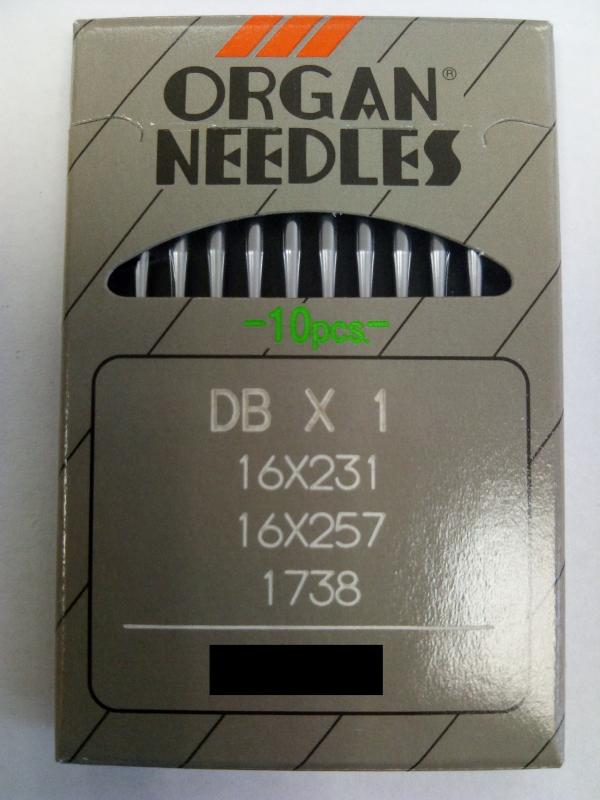 ORGAN®
NEEDLES
-10pcs.-
DB X 1
16X231
16X257
1738